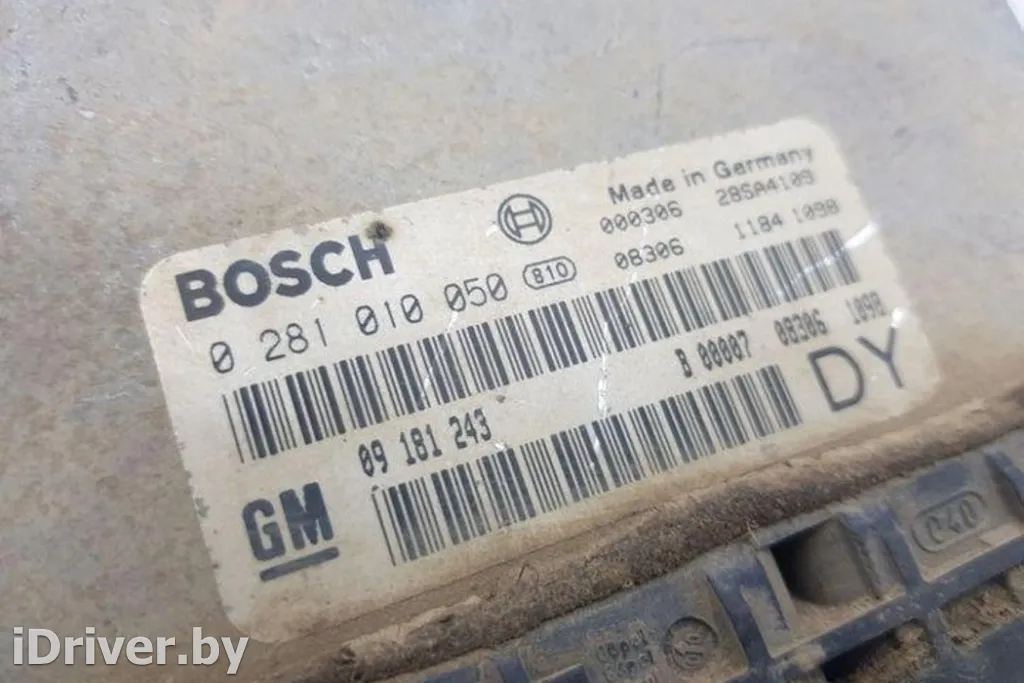 Made in Germany
BOSCH
000306 28SA4109
0 281 010 050 810
08306 1184 1098
B 00007 08306 1098
09 181 243
DY
GM
040
iDriver.by